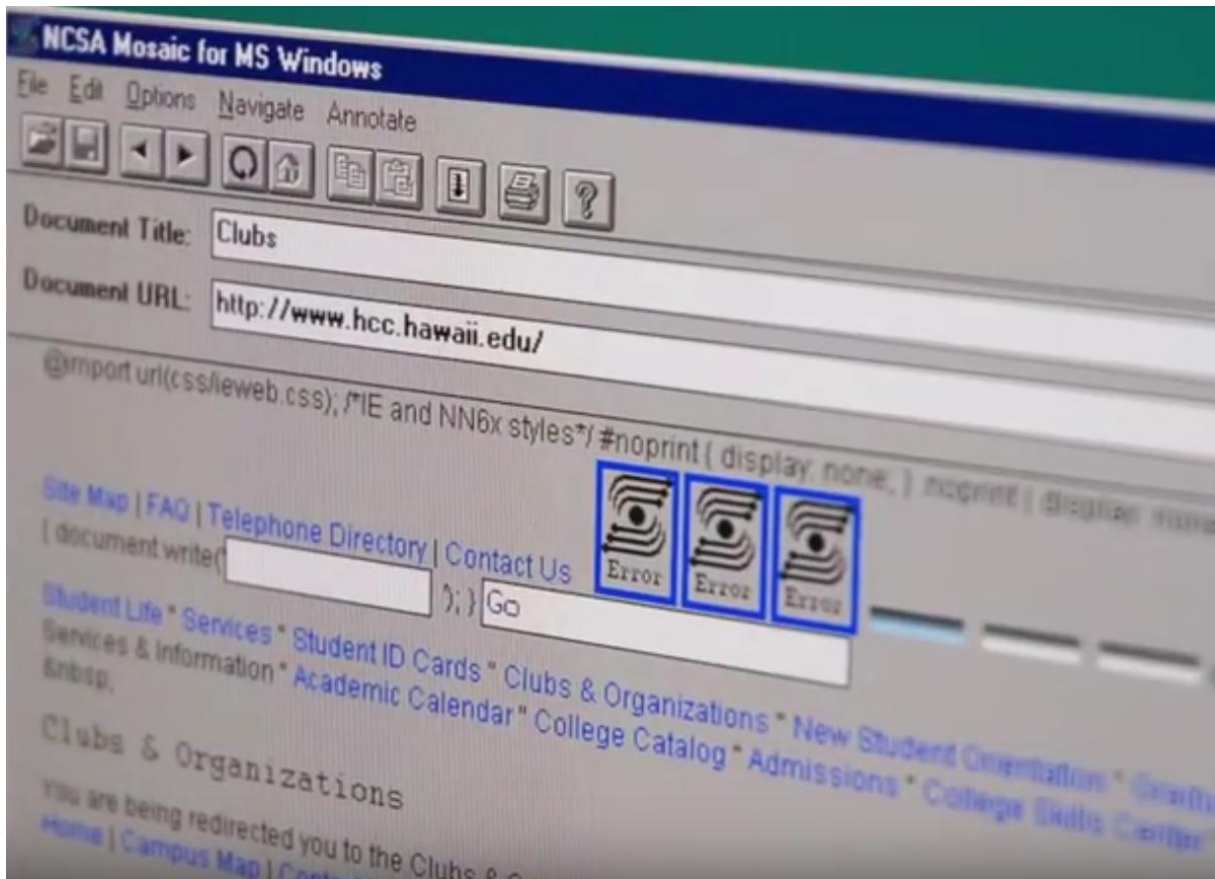 NCSA Mosaic for MS Windows
File Edit Options Navigate Annotate
Document Title: Clubs
Document URL: http://www.hcc.hawaii.edu/
@import url(css/ieweb.css); /*IE and NN6x styles*/ #noprint { display: none; } noprint { display: none
Site Map | FAQ | Telephone Directory | Contact Us Error Error Error
{ document.write(' '); } Go
Student Life * Services * Student ID Cards * Clubs & Organizations * New Student Orientation *
Services & Information * Academic Calendar * College Catalog * Admissions * College Skills Center
&nbsp;
Clubs & Organizations
You are being redirected you to the Clubs &
Home | Campus Map |